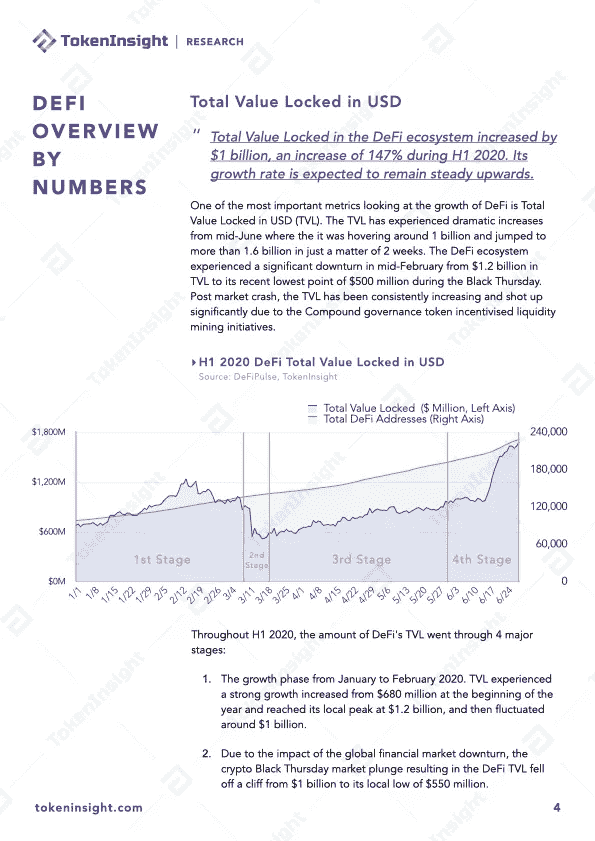 TokenInsight | RESEARCH
DEFI
OVERVIEW
BY
NUMBERS
Total Value Locked in USD
" Total Value Locked in the DeFi ecosystem increased by
$1 billion, an increase of 147% during H1 2020. Its
growth rate is expected to remain steady upwards.
One of the most important metrics looking at the growth of DeFi is Total
Value Locked in USD (TVL). The TVL has experienced dramatic increases
from mid-June where the it was hovering around 1 billion and jumped to
more than 1.6 billion in just a matter of 2 weeks. The DeFi ecosystem
experienced a significant downturn in mid-February from $1.2 billion in
TVL to its recent lowest point of $500 million during the Black Thursday.
Post market crash, the TVL has been consistently increasing and shot up
significantly due to the Compound governance token incentivised liquidity
mining initiatives.
H1 2020 DeFi Total Value Locked in USD
Source: DeFiPulse, TokenInsight
Total Value Locked ($ Million, Left Axis)
Total DeFi Addresses (Right Axis)
$1,800M
$1,200M
$600M
$0M
240,000
180,000
120,000
60,000
0
1st Stage
2nd
Stage
3rd Stage
4th Stage
1/1 1/8 1/15 1/22 1/29 2/5 2/12 2/19 2/26 3/4 3/11 3/18 3/25 4/1 4/8 4/15 4/22 4/29 5/6 5/13 5/20 5/27 6/3 6/10 6/17 6/24
Throughout H1 2020, the amount of DeFi's TVL went through 4 major
stages:
1. The growth phase from January to February 2020. TVL experienced
a strong growth increased from $680 million at the beginning of the
year and reached its local peak at $1.2 billion, and then fluctuated
around $1 billion.
2. Due to the impact of the global financial market downturn, the
crypto Black Thursday market plunge resulting in the DeFi TVL fell
off a cliff from $1 billion to its local low of $550 million.
tokeninsight.com
4